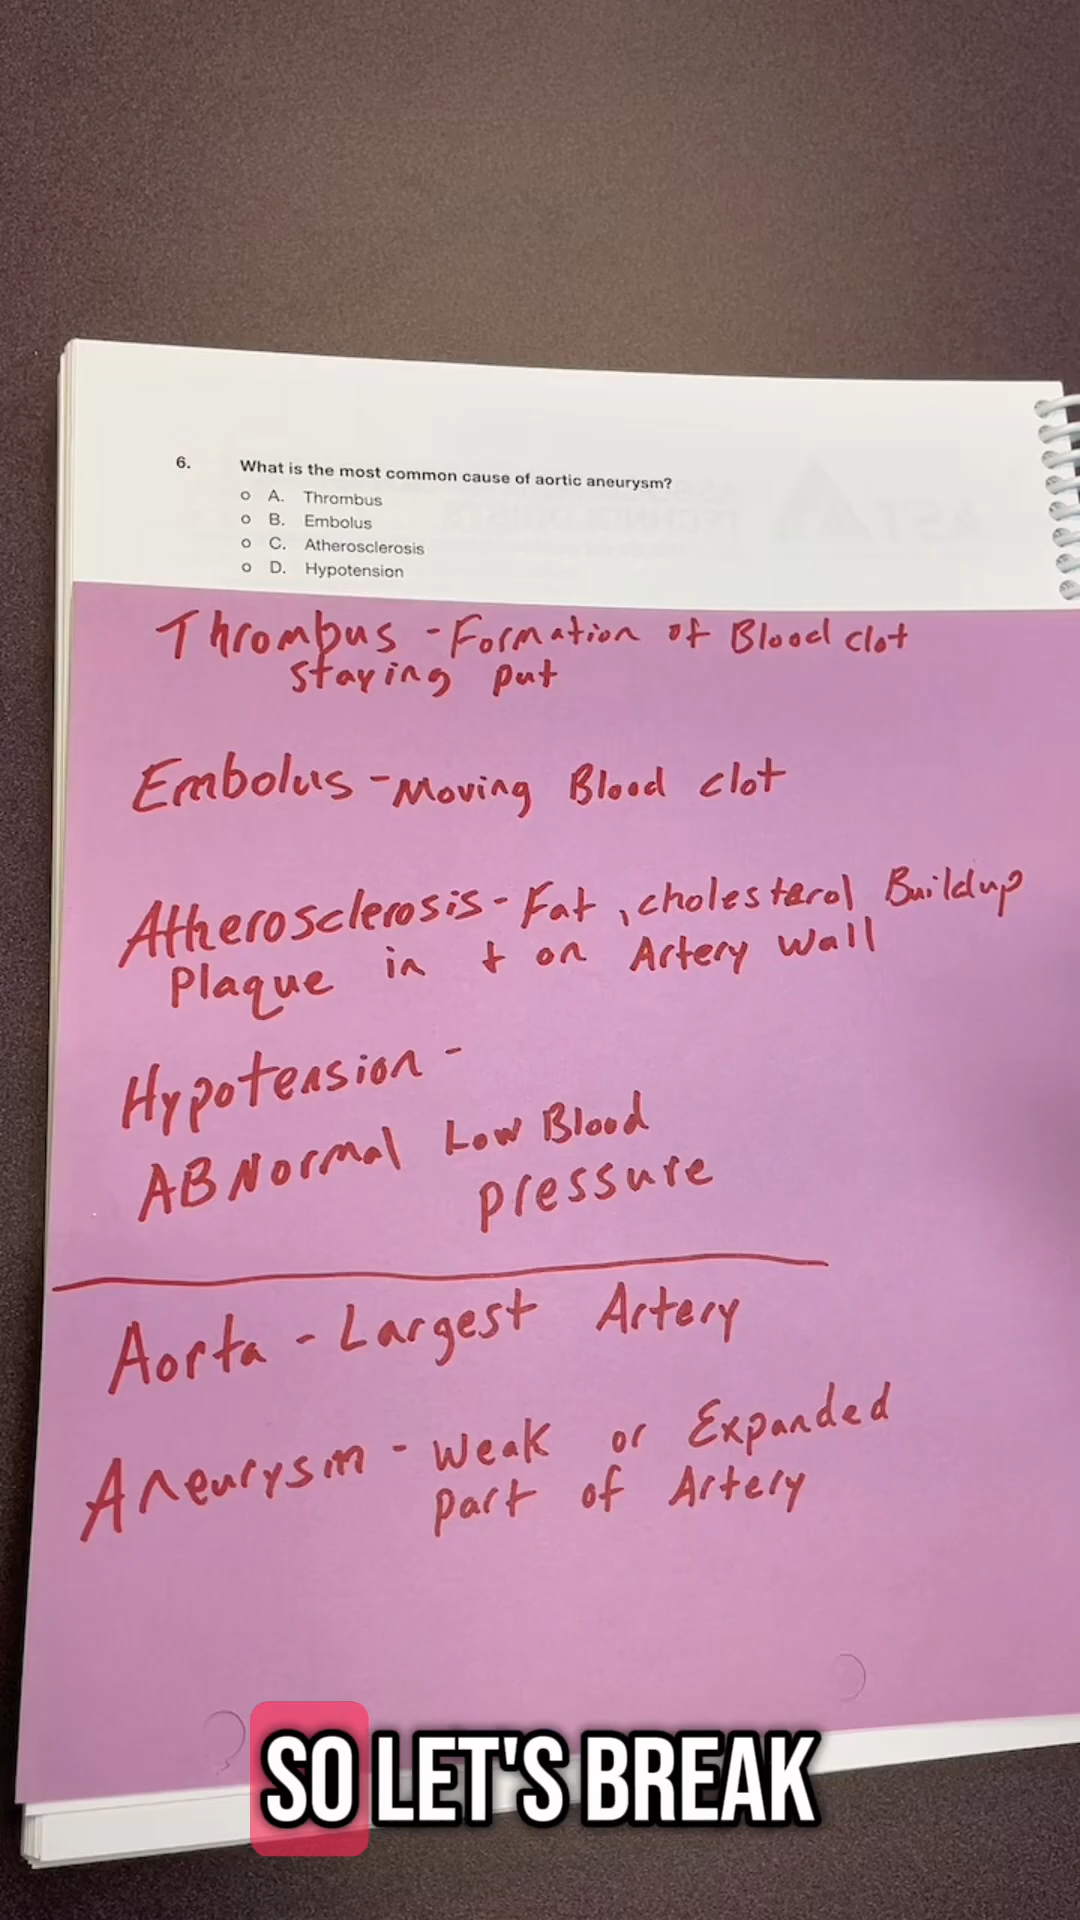 6. What is the most common cause of aortic aneurysm?
o A. Thrombus
o B. Embolus
o C. Atherosclerosis
o D. Hypotension
Thrombus - Formation of Blood clot
staying put
Embolus - Moving Blood clot
Atherosclerosis - Fat, cholesterol Buildup
Plaque in + on Artery Wall
Hypotension -
ABNormal Low Blood
pressure
Aorta - Largest Artery
Aneurysm - weak or Expanded
part of Artery
SO LET'S BREAK